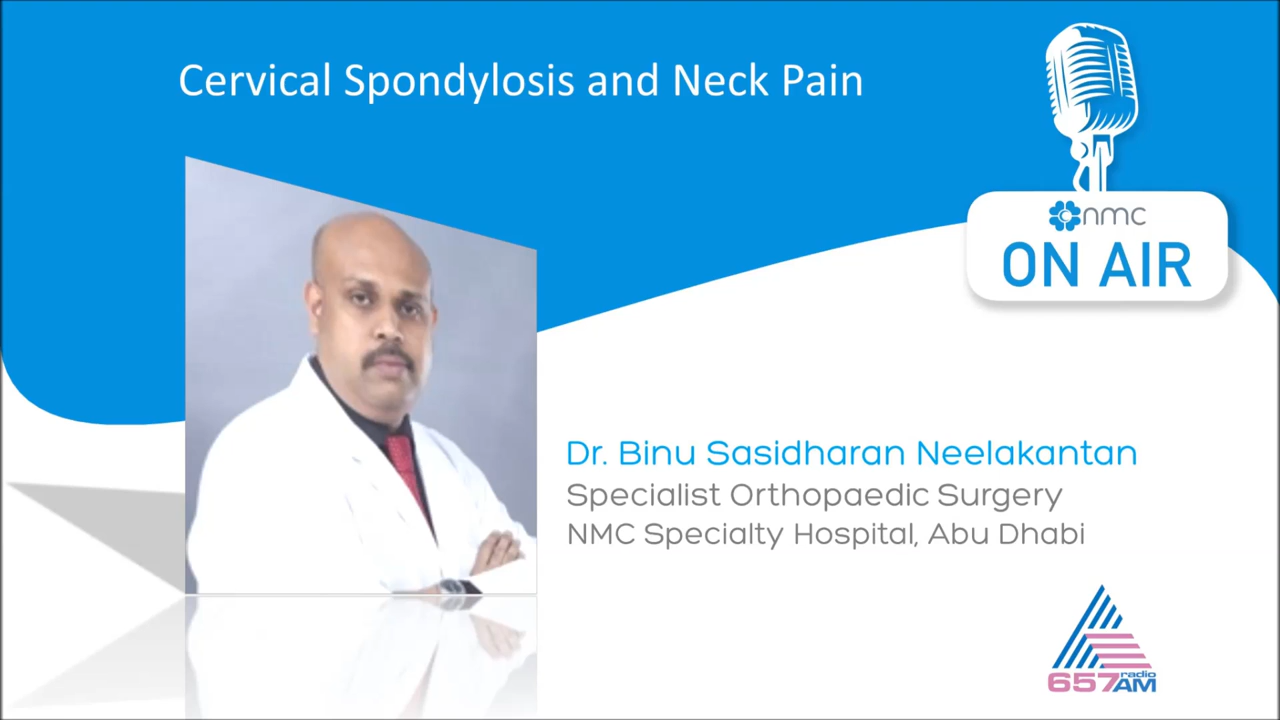 Cervical Spondylosis and Neck Pain
nmc
ON AIR
Dr. Binu Sasidharan Neelakantan
Specialist Orthopaedic Surgery
NMC Specialty Hospital, Abu Dhabi
radio
657AM